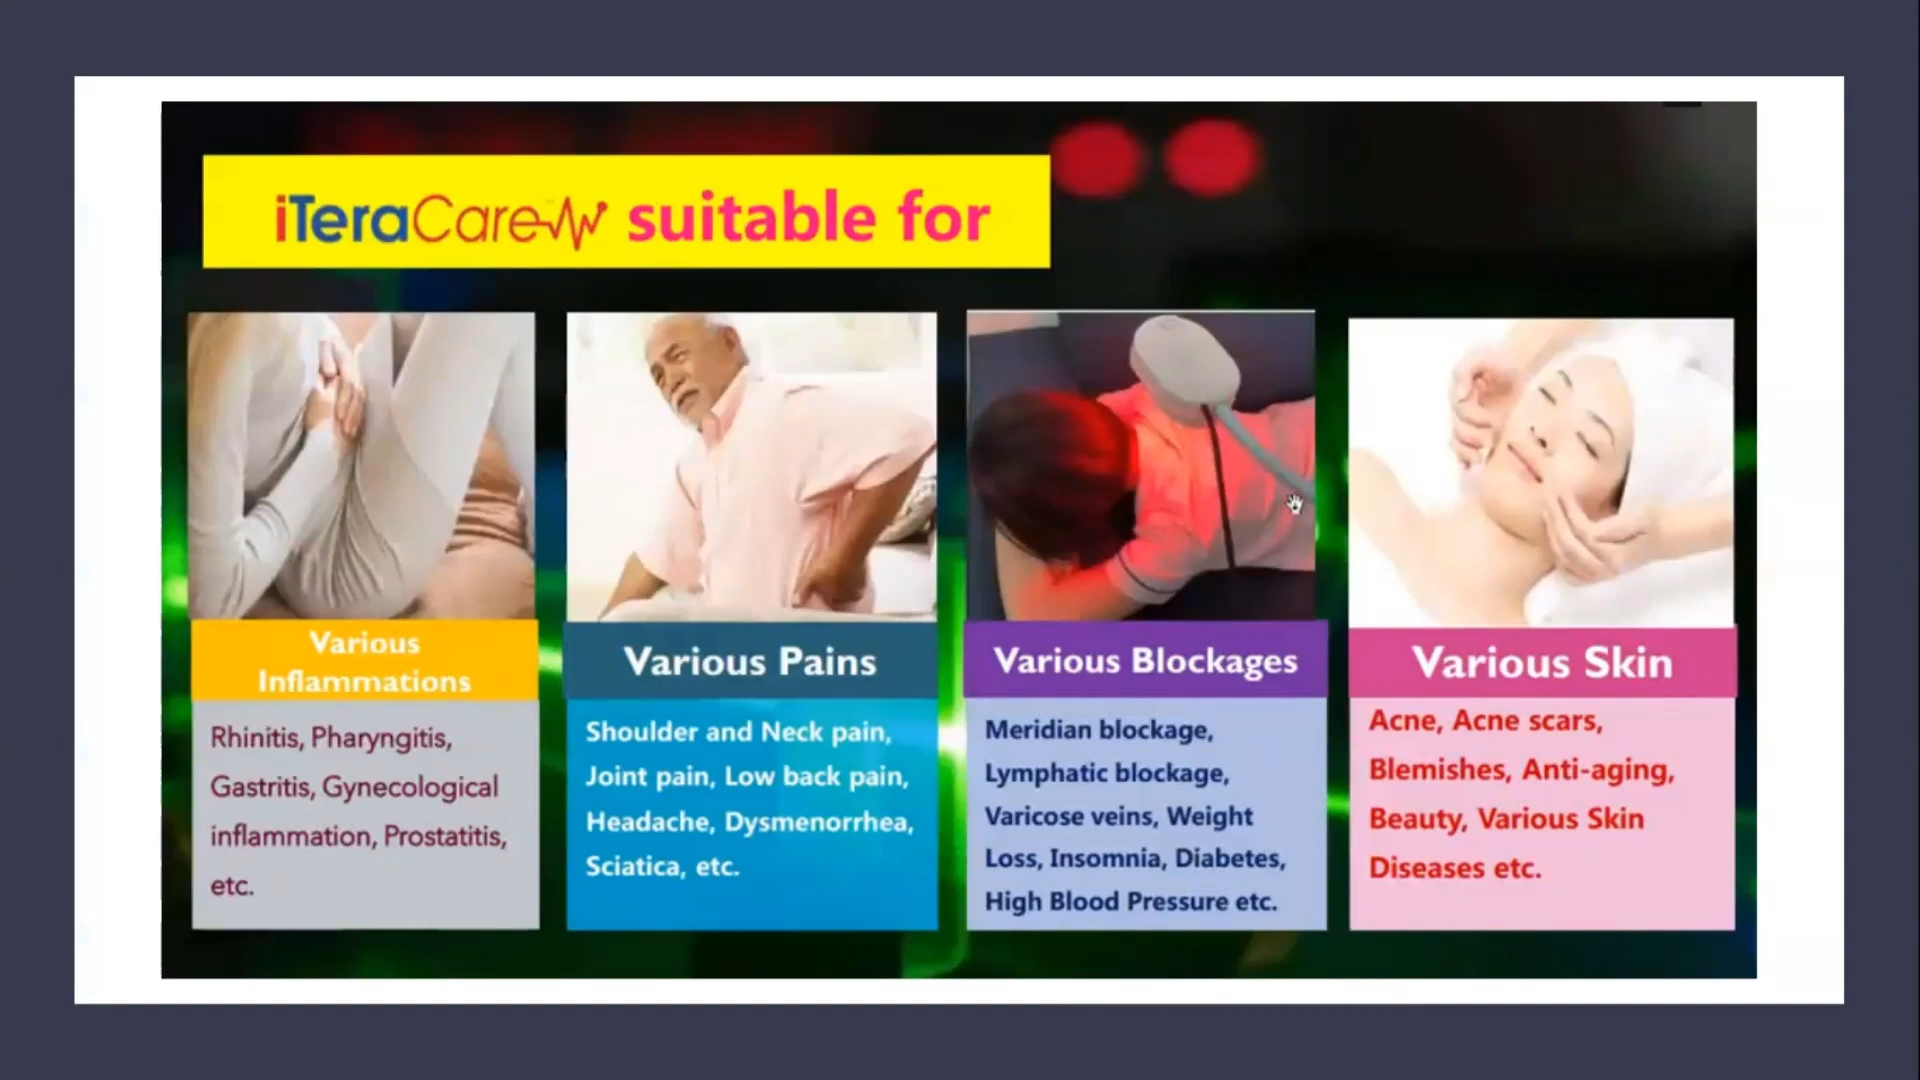 iTeraCare suitable for
Various
Inflammations
Rhinitis, Pharyngitis,
Gastritis, Gynecological
inflammation, Prostatitis,
etc.
Various Pains
Shoulder and Neck pain,
Joint pain, Low back pain,
Headache, Dysmenorrhea,
Sciatica, etc.
Various Blockages
Meridian blockage,
Lymphatic blockage,
Varicose veins, Weight
Loss, Insomnia, Diabetes,
High Blood Pressure etc.
Various Skin
Acne, Acne scars,
Blemishes, Anti-aging,
Beauty, Various Skin
Diseases etc.